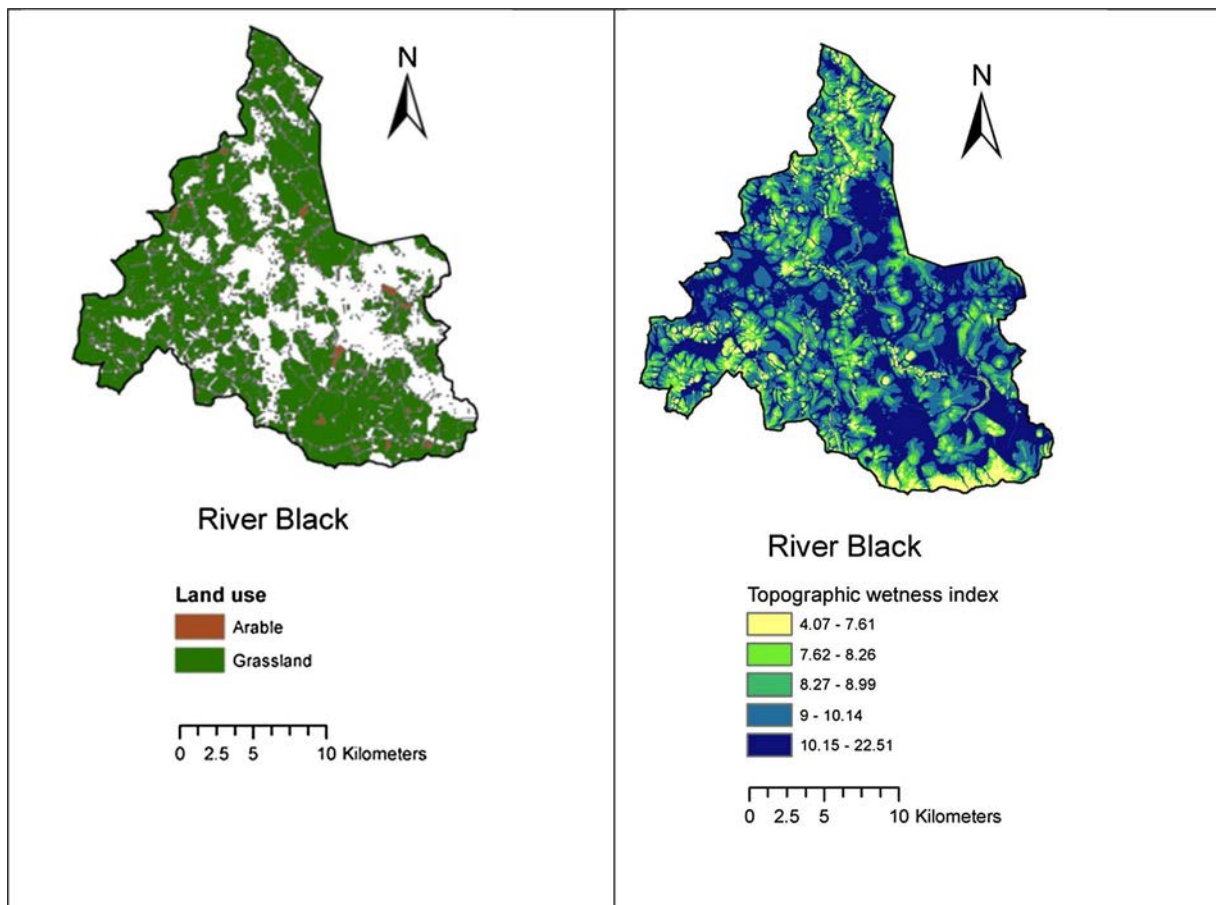 N
River Black
Land use
Arable
Grassland
0 2.5 5 10 Kilometers
N
River Black
Topographic wetness index
4.07 - 7.61
7.62 - 8.26
8.27 - 8.99
9 - 10.14
10.15 - 22.51
0 2.5 5 10 Kilometers